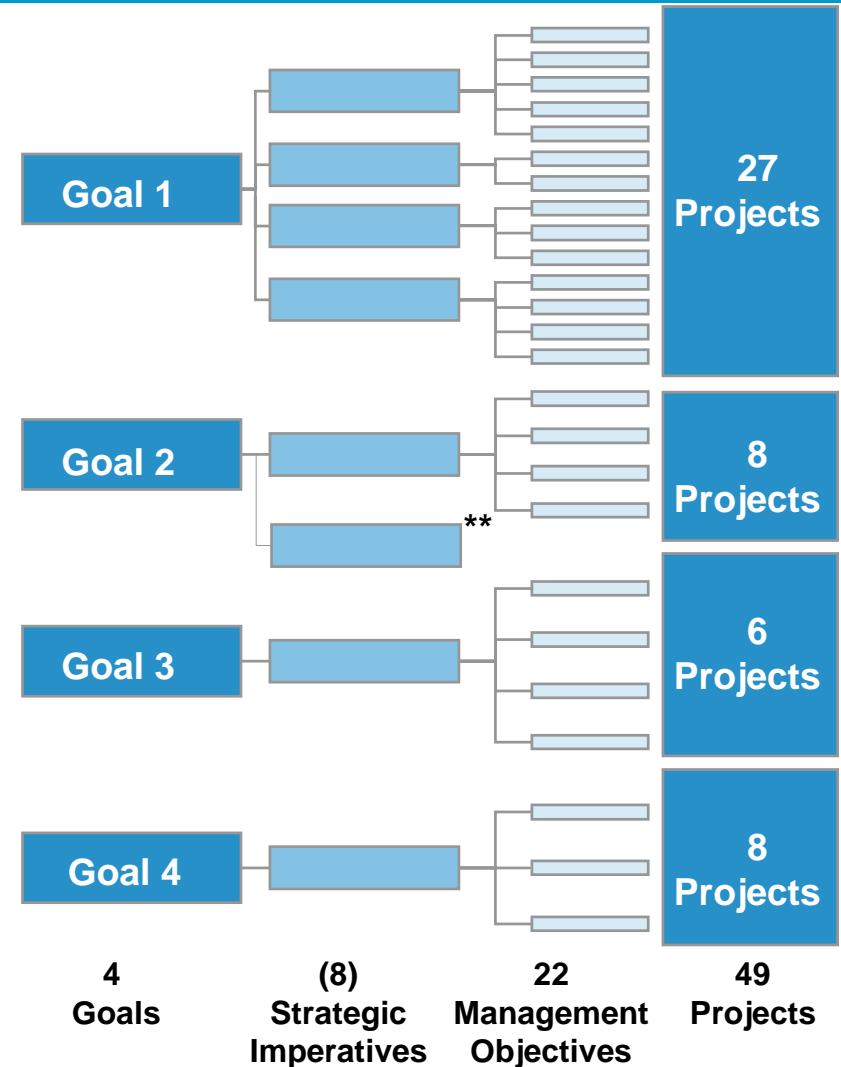 Goal 1
27
Projects
Goal 2
**
8
Projects
Goal 3
6
Projects
Goal 4
8
Projects
4
Goals
(8)
Strategic
Imperatives
22
Management
Objectives
49
Projects